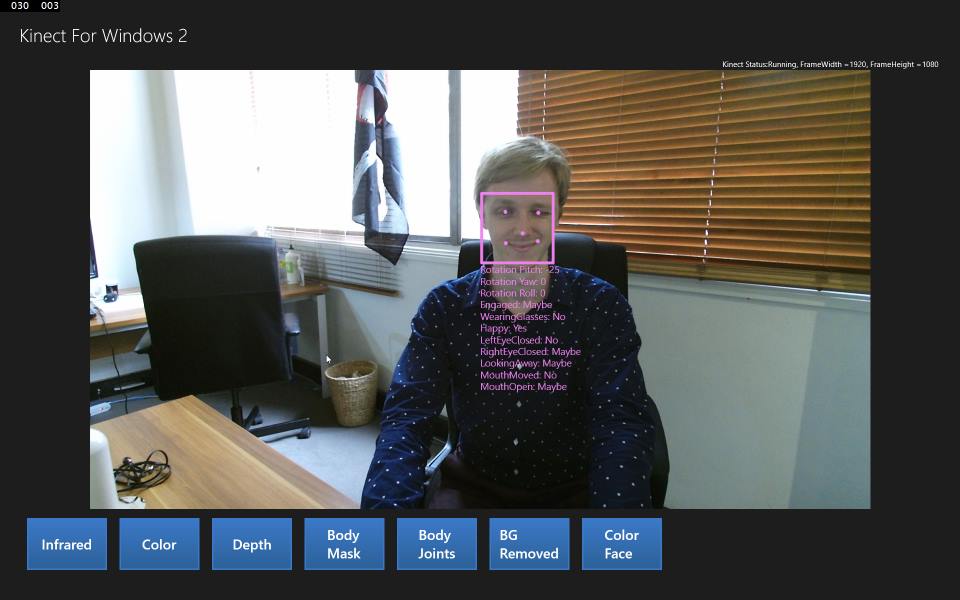 030 003
Kinect For Windows 2
Kinect Status:Running, FrameWidth =1920, FrameHeight =1080
Rotation Pitch: -25
Rotation Yaw: 0
Rotation Roll: 0
Engaged: Maybe
WearingGlasses: No
Happy: Yes
LeftEyeClosed: No
RightEyeClosed: Maybe
LookingAway: Maybe
MouthMoved: No
MouthOpen: Maybe
Infrared
Color
Depth
Body
Mask
Body
Joints
BG
Removed
Color
Face